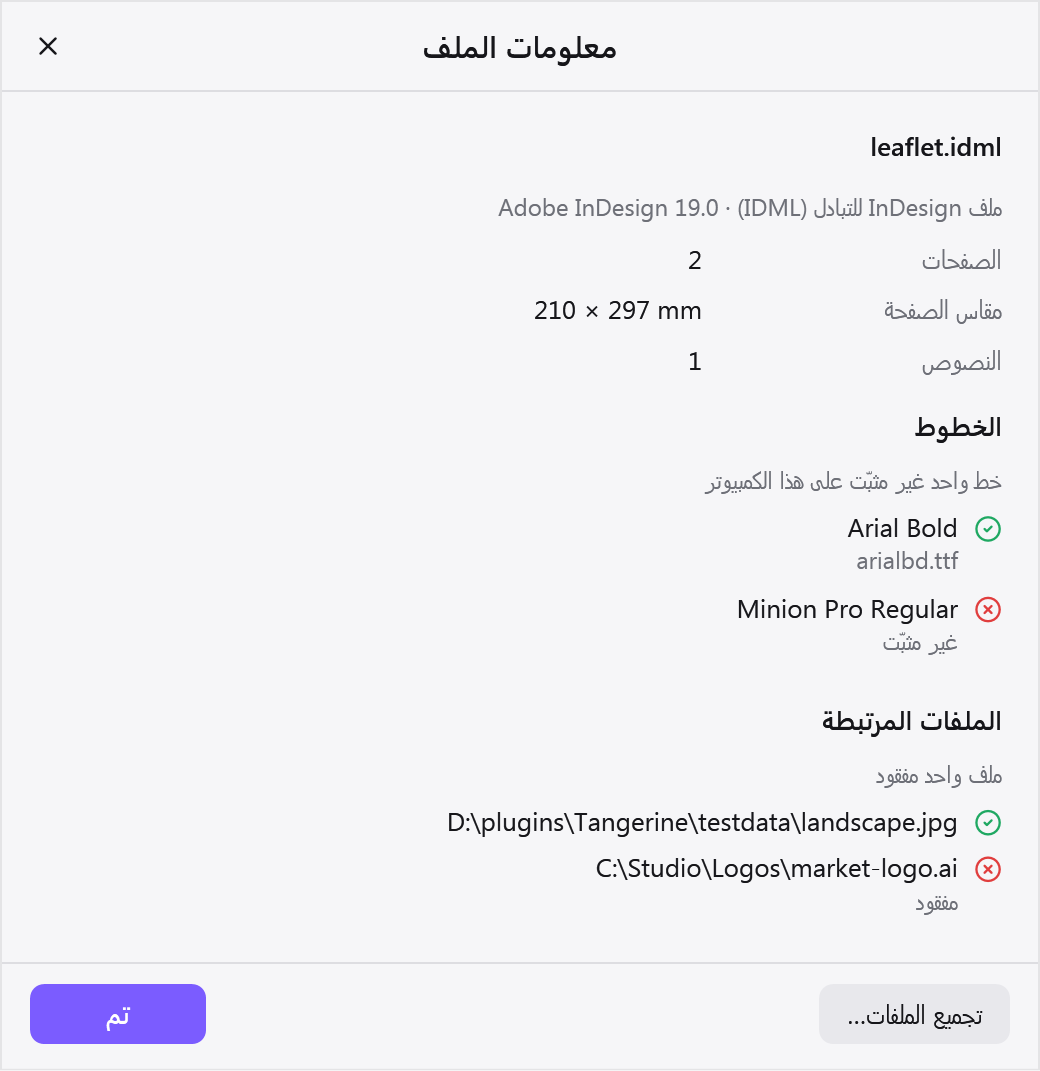 معلومات الملف
leaflet.idml
ملف InDesign للتبادل (IDML) · Adobe InDesign 19.0
الصفحات 2
مقاس الصفحة 210 × 297 mm
النصوص 1
الخطوط
خط واحد غير مثبّت على هذا الكمبيوتر
Arial Bold
arialbd.ttf
Minion Pro Regular
غير مثبّت
الملفات المرتبطة
ملف واحد مفقود
D:\plugins\Tangerine\testdata\landscape.jpg
C:\Studio\Logos\market-logo.ai
مفقود
تجميع الملفات... تم